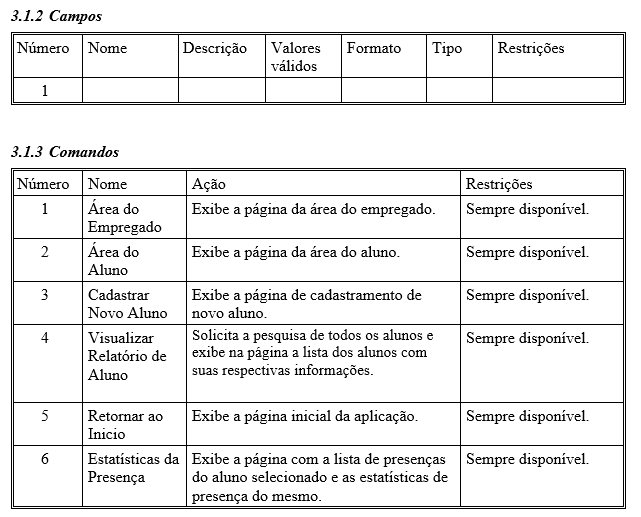 3.1.2 Campos
Número Nome Descrição Valores válidos Formato Tipo Restrições
1
3.1.3 Comandos
Número Nome Ação Restrições
1 Área do Empregado Exibe a página da área do empregado. Sempre disponível.
2 Área do Aluno Exibe a página da área do aluno. Sempre disponível.
3 Cadastrar Novo Aluno Exibe a página de cadastramento de novo aluno. Sempre disponível.
4 Visualizar Relatório de Aluno Solicita a pesquisa de todos os alunos e exibe na página a lista dos alunos com suas respectivas informações. Sempre disponível.
5 Retornar ao Inicio Exibe a página inicial da aplicação. Sempre disponível.
6 Estatísticas da Presença Exibe a página com a lista de presenças do aluno selecionado e as estatísticas de presença do mesmo. Sempre disponível.